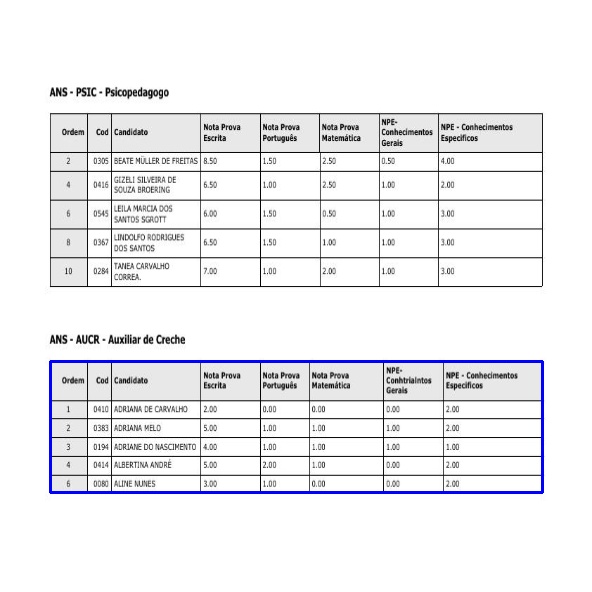 ANS - PSIC - Psicopedagogo
Ordem Cod Candidato Nota Prova Escrita Nota Prova Português Nota Prova Matemática NPE- Conhecimentos Gerais NPE - Conhecimentos Específicos
2 0305 BEATE MÜLLER DE FREITAS 8.50 1.50 2.50 0.50 4.00
4 0416 GIZELI SILVEIRA DE SOUZA BROERING 6.50 1.00 2.50 1.00 2.00
6 0545 LEILA MARCIA DOS SANTOS SGROTT 6.00 1.50 0.50 1.00 3.00
8 0367 LINDOLFO RODRIGUES DOS SANTOS 6.50 1.50 1.00 1.00 3.00
10 0284 TANEA CARVALHO CORREA. 7.00 1.00 2.00 1.00 3.00
ANS - AUCR - Auxiliar de Creche
Ordem Cod Candidato Nota Prova Escrita Nota Prova Português Nota Prova Matemática NPE- Conhtriaintos Gerais NPE - Conhecimentos Específicos
1 0410 ADRIANA DE CARVALHO 2.00 0.00 0.00 0.00 2.00
2 0383 ADRIANA MELO 5.00 1.00 1.00 1.00 2.00
3 0194 ADRIANE DO NASCIMENTO 4.00 1.00 1.00 1.00 1.00
4 0414 ALBERTINA ANDRÉ 5.00 2.00 1.00 0.00 2.00
6 0080 ALINE NUNES 3.00 1.00 0.00 0.00 2.00